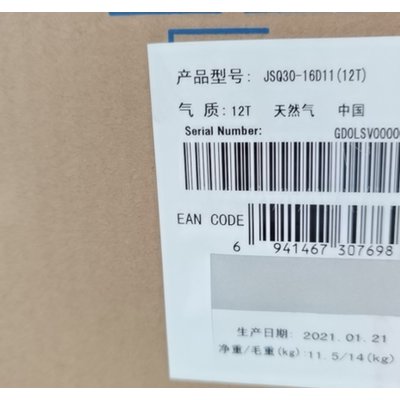 产品型号: JSQ30-16D11(12T)
气 质: 12T 天然气 中国
Serial Number: GD0LSV00000
EAN CODE
6 941467 307698
生产日期: 2021.01.21
净重/毛重(kg): 11.5/14(kg)